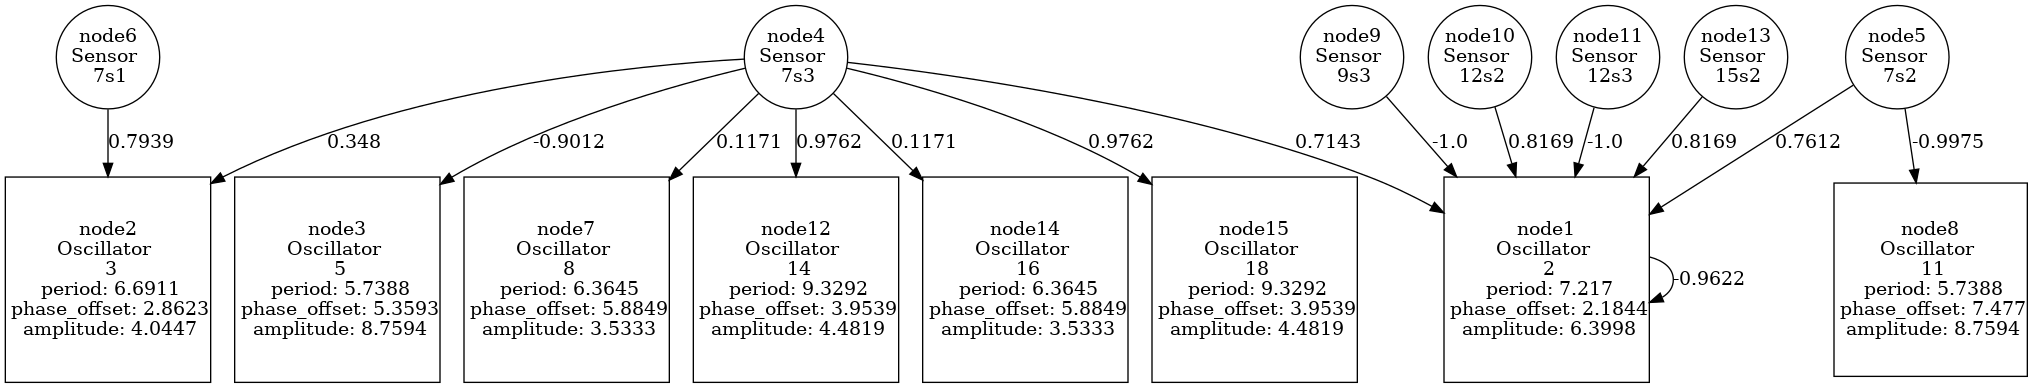 node6
Sensor
7s1
node4
Sensor
7s3
node9
Sensor
9s3
node10
Sensor
12s2
node11
Sensor
12s3
node13
Sensor
15s2
node5
Sensor
7s2
0.7939
0.348
-0.9012
0.1171
0.9762
0.1171
0.9762
0.7143
-1.0
0.8169
-1.0
0.8169
0.7612
-0.9975
node2
Oscillator
3
period: 6.6911
phase_offset: 2.8623
amplitude: 4.0447
node3
Oscillator
5
period: 5.7388
phase_offset: 5.3593
amplitude: 8.7594
node7
Oscillator
8
period: 6.3645
phase_offset: 5.8849
amplitude: 3.5333
node12
Oscillator
14
period: 9.3292
phase_offset: 3.9539
amplitude: 4.4819
node14
Oscillator
16
period: 6.3645
phase_offset: 5.8849
amplitude: 3.5333
node15
Oscillator
18
period: 9.3292
phase_offset: 3.9539
amplitude: 4.4819
node1
Oscillator
2
period: 7.217
phase_offset: 2.1844
amplitude: 6.3998
-0.9622
node8
Oscillator
11
period: 5.7388
phase_offset: 7.477
amplitude: 8.7594